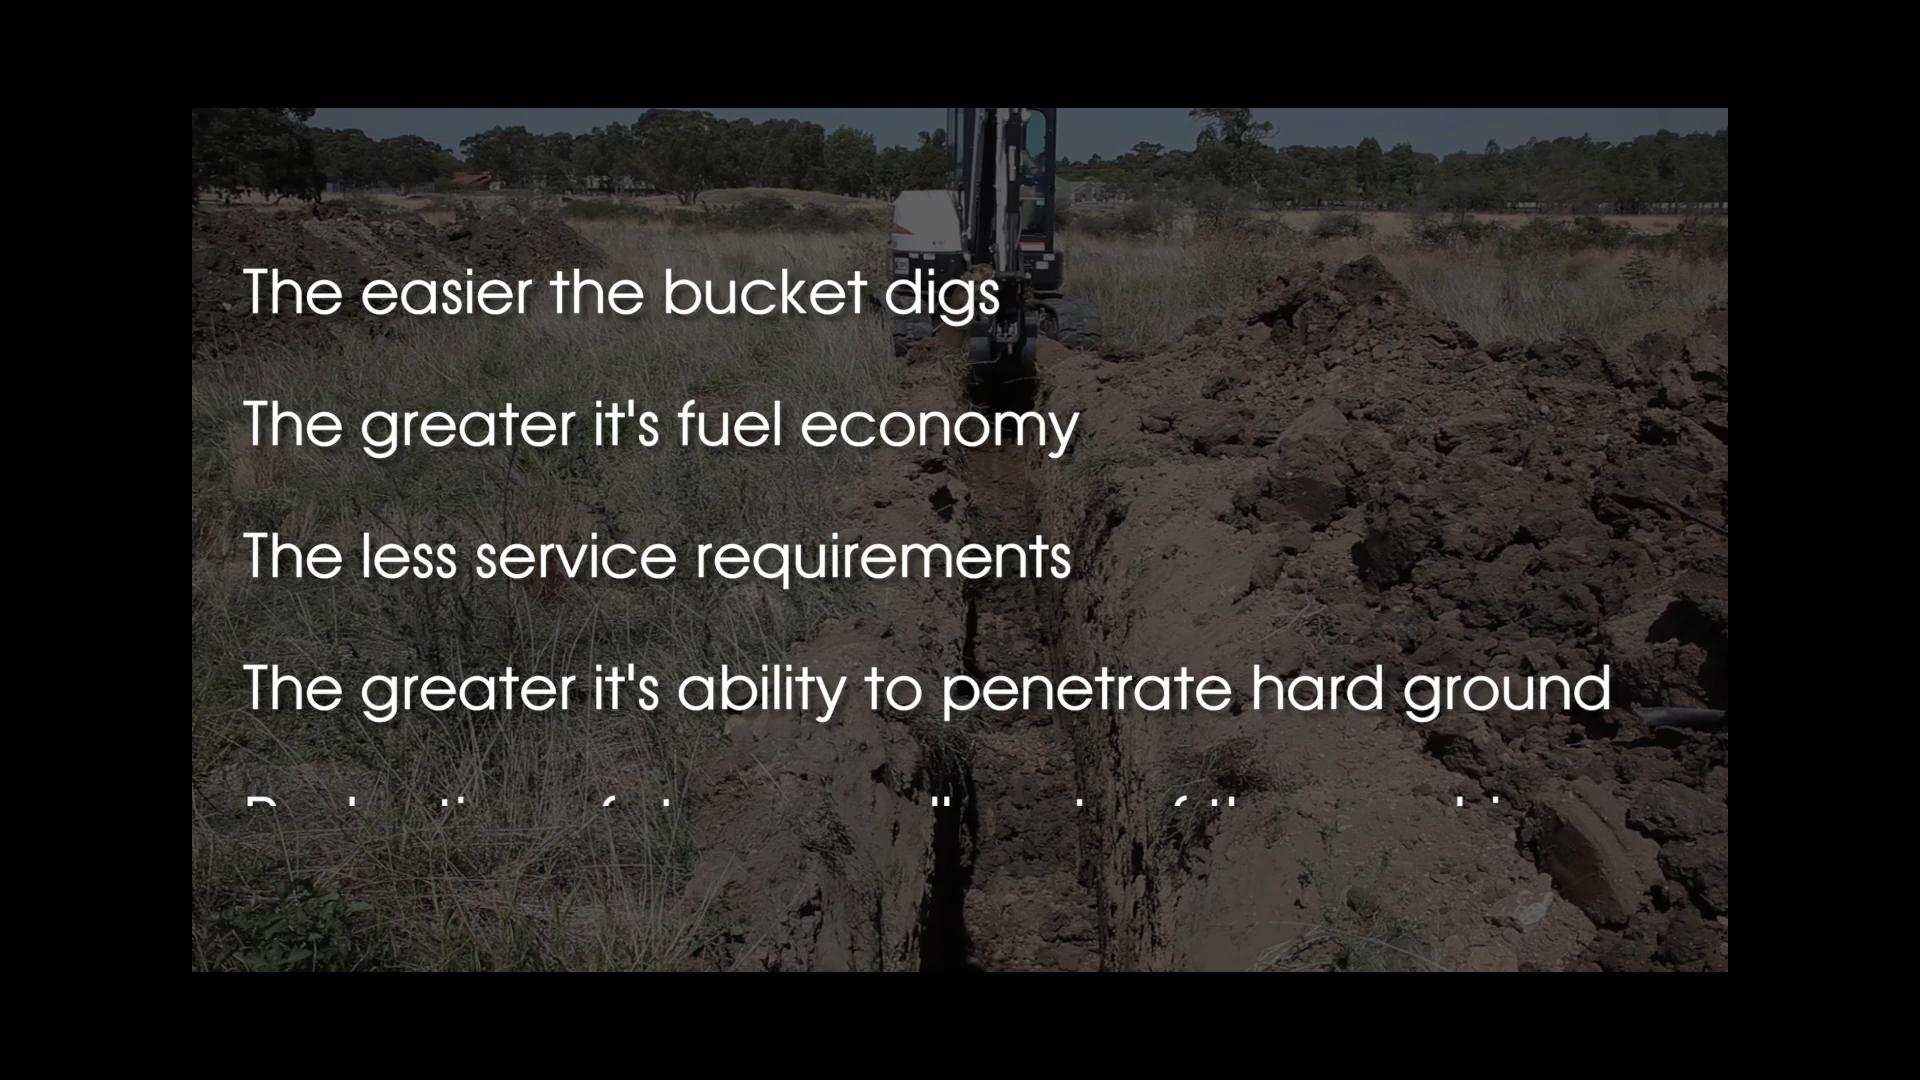 The easier the bucket digs
The greater it's fuel economy
The less service requirements
The greater it's ability to penetrate hard ground